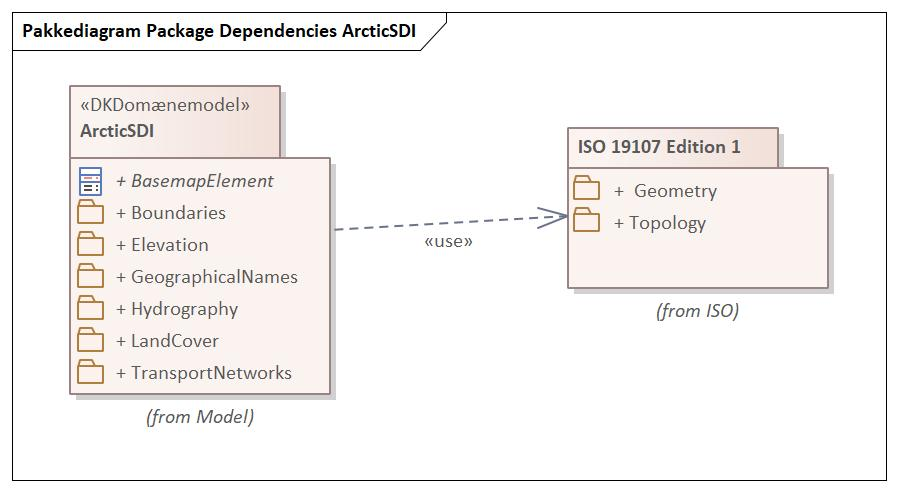 Pakkediagram Package Dependencies ArcticSDI
«DKDomænemodel»
ArcticSDI
+ BasemapElement
+ Boundaries
+ Elevation
+ GeographicalNames
+ Hydrography
+ LandCover
+ TransportNetworks
(from Model)
«use»
ISO 19107 Edition 1
+ Geometry
+ Topology
(from ISO)